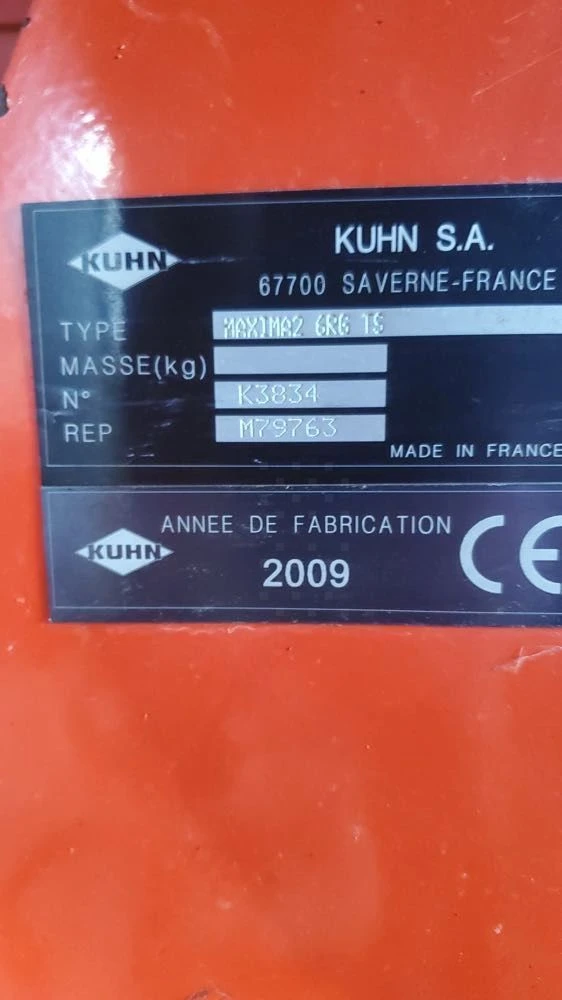 KUHN
KUHN S.A.
67700 SAVERNE-FRANCE
TYPE MAXIMA2 6RG TS
MASSE(kg)
N° K3834
REP M79763
MADE IN FRANCE
KUHN
ANNEE DE FABRICATION
2009
CE